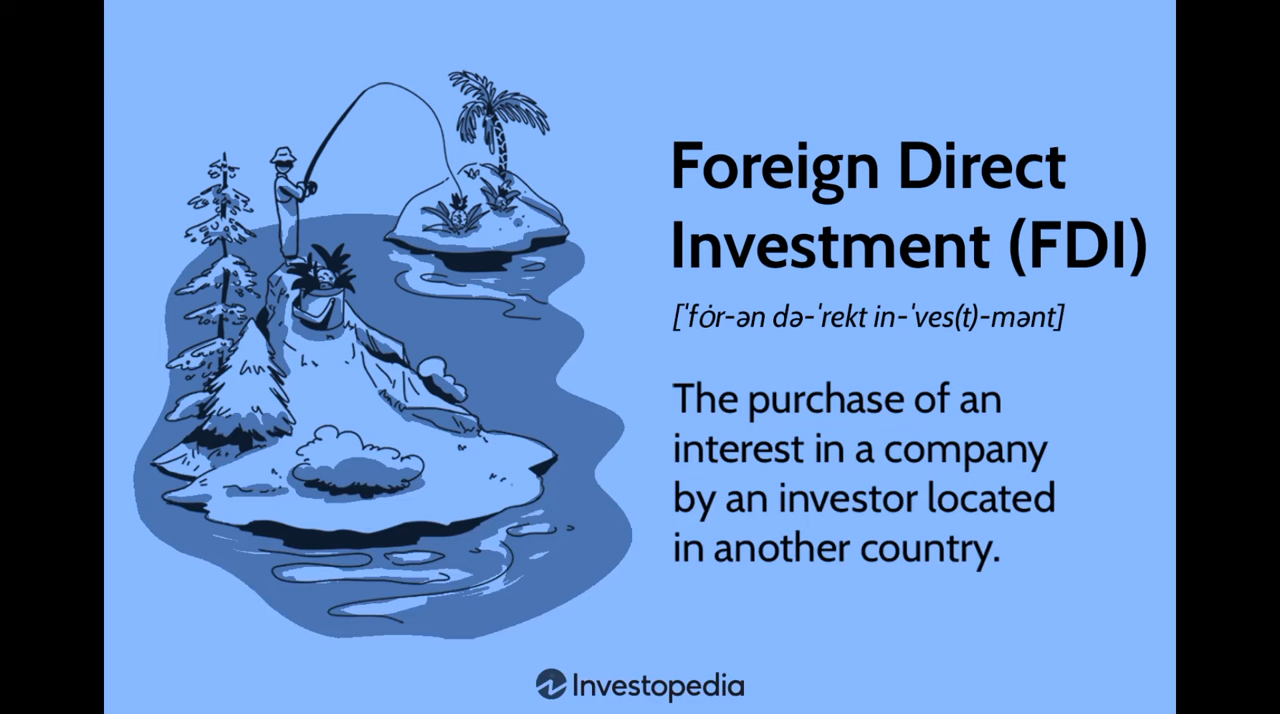 Foreign Direct
Investment (FDI)
[ˈfȯr-ən də-ˈrekt in-ˈves(t)-mənt]
The purchase of an
interest in a company
by an investor located
in another country.
Investopedia